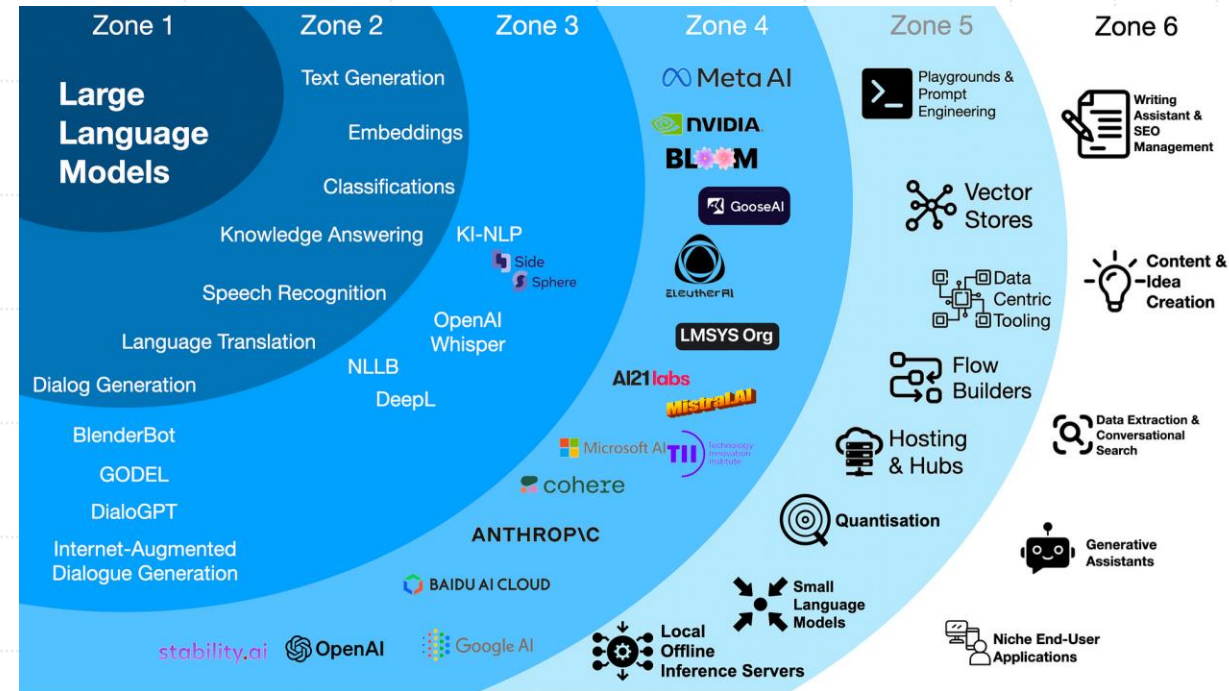 Zone 1
Zone 2
Zone 3
Zone 4
Zone 5
Zone 6
Large
Language
Models
Text Generation
Embeddings
Classifications
Knowledge Answering
Speech Recognition
Language Translation
Dialog Generation
KI-NLP
Side
Sphere
OpenAI
Whisper
NLLB
DeepL
BlenderBot
GODEL
DialoGPT
Internet-Augmented
Dialogue Generation
Meta AI
NVIDIA.
BLOOM
GooseAI
ELeutherAI
LMSYS Org
AI21labs
Mistral.AI
Microsoft AI
TII
Technology
Innovation
Institute
cohere
ANTHROP\C
BAIDU AI CLOUD
Google AI
OpenAI
stability.ai
Playgrounds &
Prompt
Engineering
Vector
Stores
Data
Centric
Tooling
Flow
Builders
Hosting
& Hubs
Quantisation
Small
Language
Models
Local
Offline
Inference Servers
Writing
Assistant &
SEO
Management
Content &
Idea
Creation
Data Extraction &
Conversational
Search
Generative
Assistants
Niche End-User
Applications